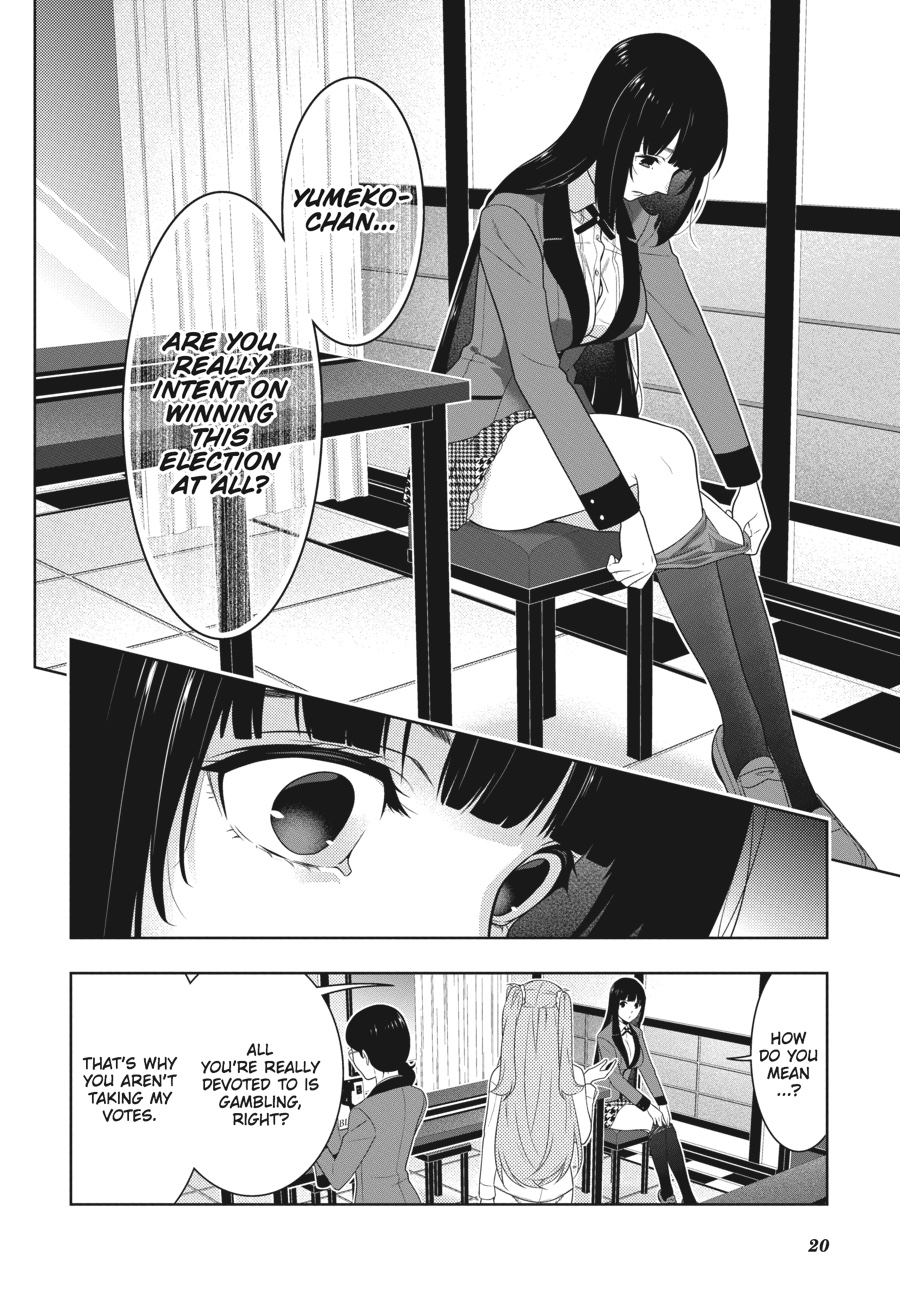 YUMEKO-
CHAN...
ARE YOU
REALLY
INTENT ON
WINNING
THIS
ELECTION
AT ALL?
HOW
DO YOU
MEAN
...?
ALL
YOU'RE REALLY
DEVOTED TO IS
GAMBLING,
RIGHT?
THAT'S WHY
YOU AREN'T
TAKING MY
VOTES.
20